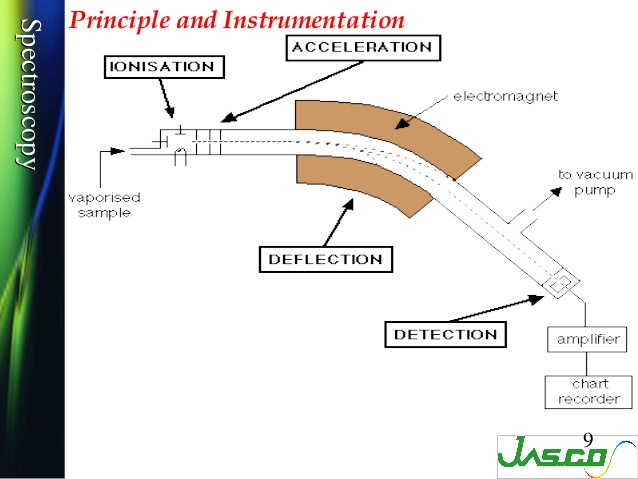 Spectroscopy
Principle and Instrumentation
ACCELERATION
IONISATION
electromagnet
vaporised
sample
to vacuum
pump
DEFLECTION
DETECTION
amplifier
chart
recorder
9
JASCO